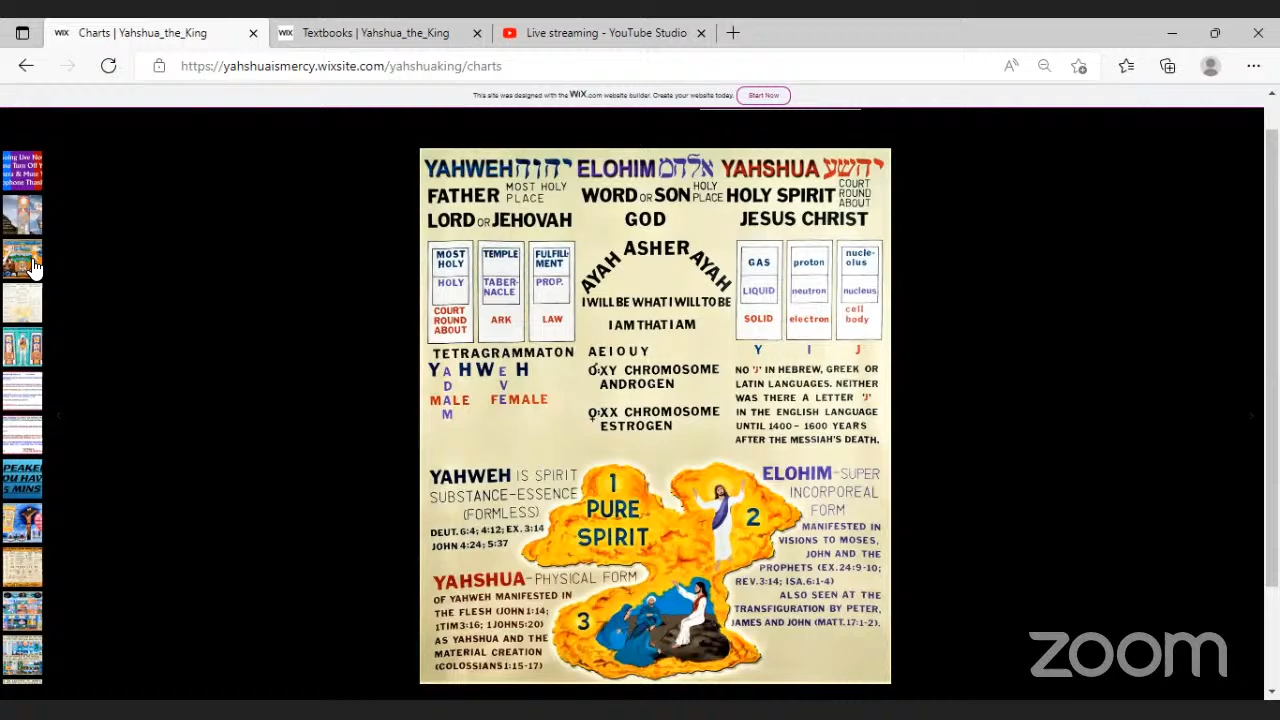 Charts | Yahshua_the_King
Textbooks | Yahshua_the_King
Live streaming - YouTube Studio
https://yahshuaismercy.wixsite.com/yahshuaking/charts
This site was designed with the WiX.com website builder. Create your website today. Start Now
YAHWEH יהוה ELOHIM אלהים YAHSHUA יהשע
FATHER MOST HOLY PLACE WORD OR SON HOLY PLACE HOLY SPIRIT COURT ROUND ABOUT
LORD OR JEHOVAH GOD JESUS CHRIST
MOST HOLY TEMPLE FULFILL-MENT
HOLY TABER-NACLE PROP.
COURT ROUND ABOUT ARK LAW
AYAH ASHER AYAH
I WILL BE WHAT I WILL TO BE
I AM THAT I AM
GAS proton nucle-olus
LIQUID neutron nucleus
SOLID electron cell body
Y I J
TETRAGRAMMATON
YAHWEH
ADAM
EVE
MALE FEMALE
A E I O U Y
♂:XY CHROMOSOME
ANDROGEN
♀:XX CHROMOSOME
ESTROGEN
NO 'J' IN HEBREW, GREEK OR
LATIN LANGUAGES. NEITHER
WAS THERE A LETTER 'J'
IN THE ENGLISH LANGUAGE
UNTIL 1400 - 1600 YEARS
AFTER THE MESSIAH'S DEATH.
YAHWEH IS SPIRIT
SUBSTANCE-ESSENCE
(FORMLESS)
DEUT. 6:4; 4:12; EX. 3:14
JOHN 4:24; 5:37
1
PURE
SPIRIT
2
ELOHIM-SUPER
INCORPOREAL
FORM
MANIFESTED IN
VISIONS TO MOSES,
JOHN AND THE
PROPHETS (EX.24:9-10;
REV.3:14; ISA.6:1-4)
ALSO SEEN AT THE
TRANSFIGURATION BY PETER,
JAMES AND JOHN (MATT.17:1-2).
YAHSHUA-PHYSICAL FORM
OF YAHWEH MANIFESTED IN
THE FLESH (JOHN 1:14;
1TIM 3:16; 1JOHN 5:20)
AS YAHSHUA AND THE
MATERIAL CREATION
(COLOSSIANS 1:15-17)
3
zoom